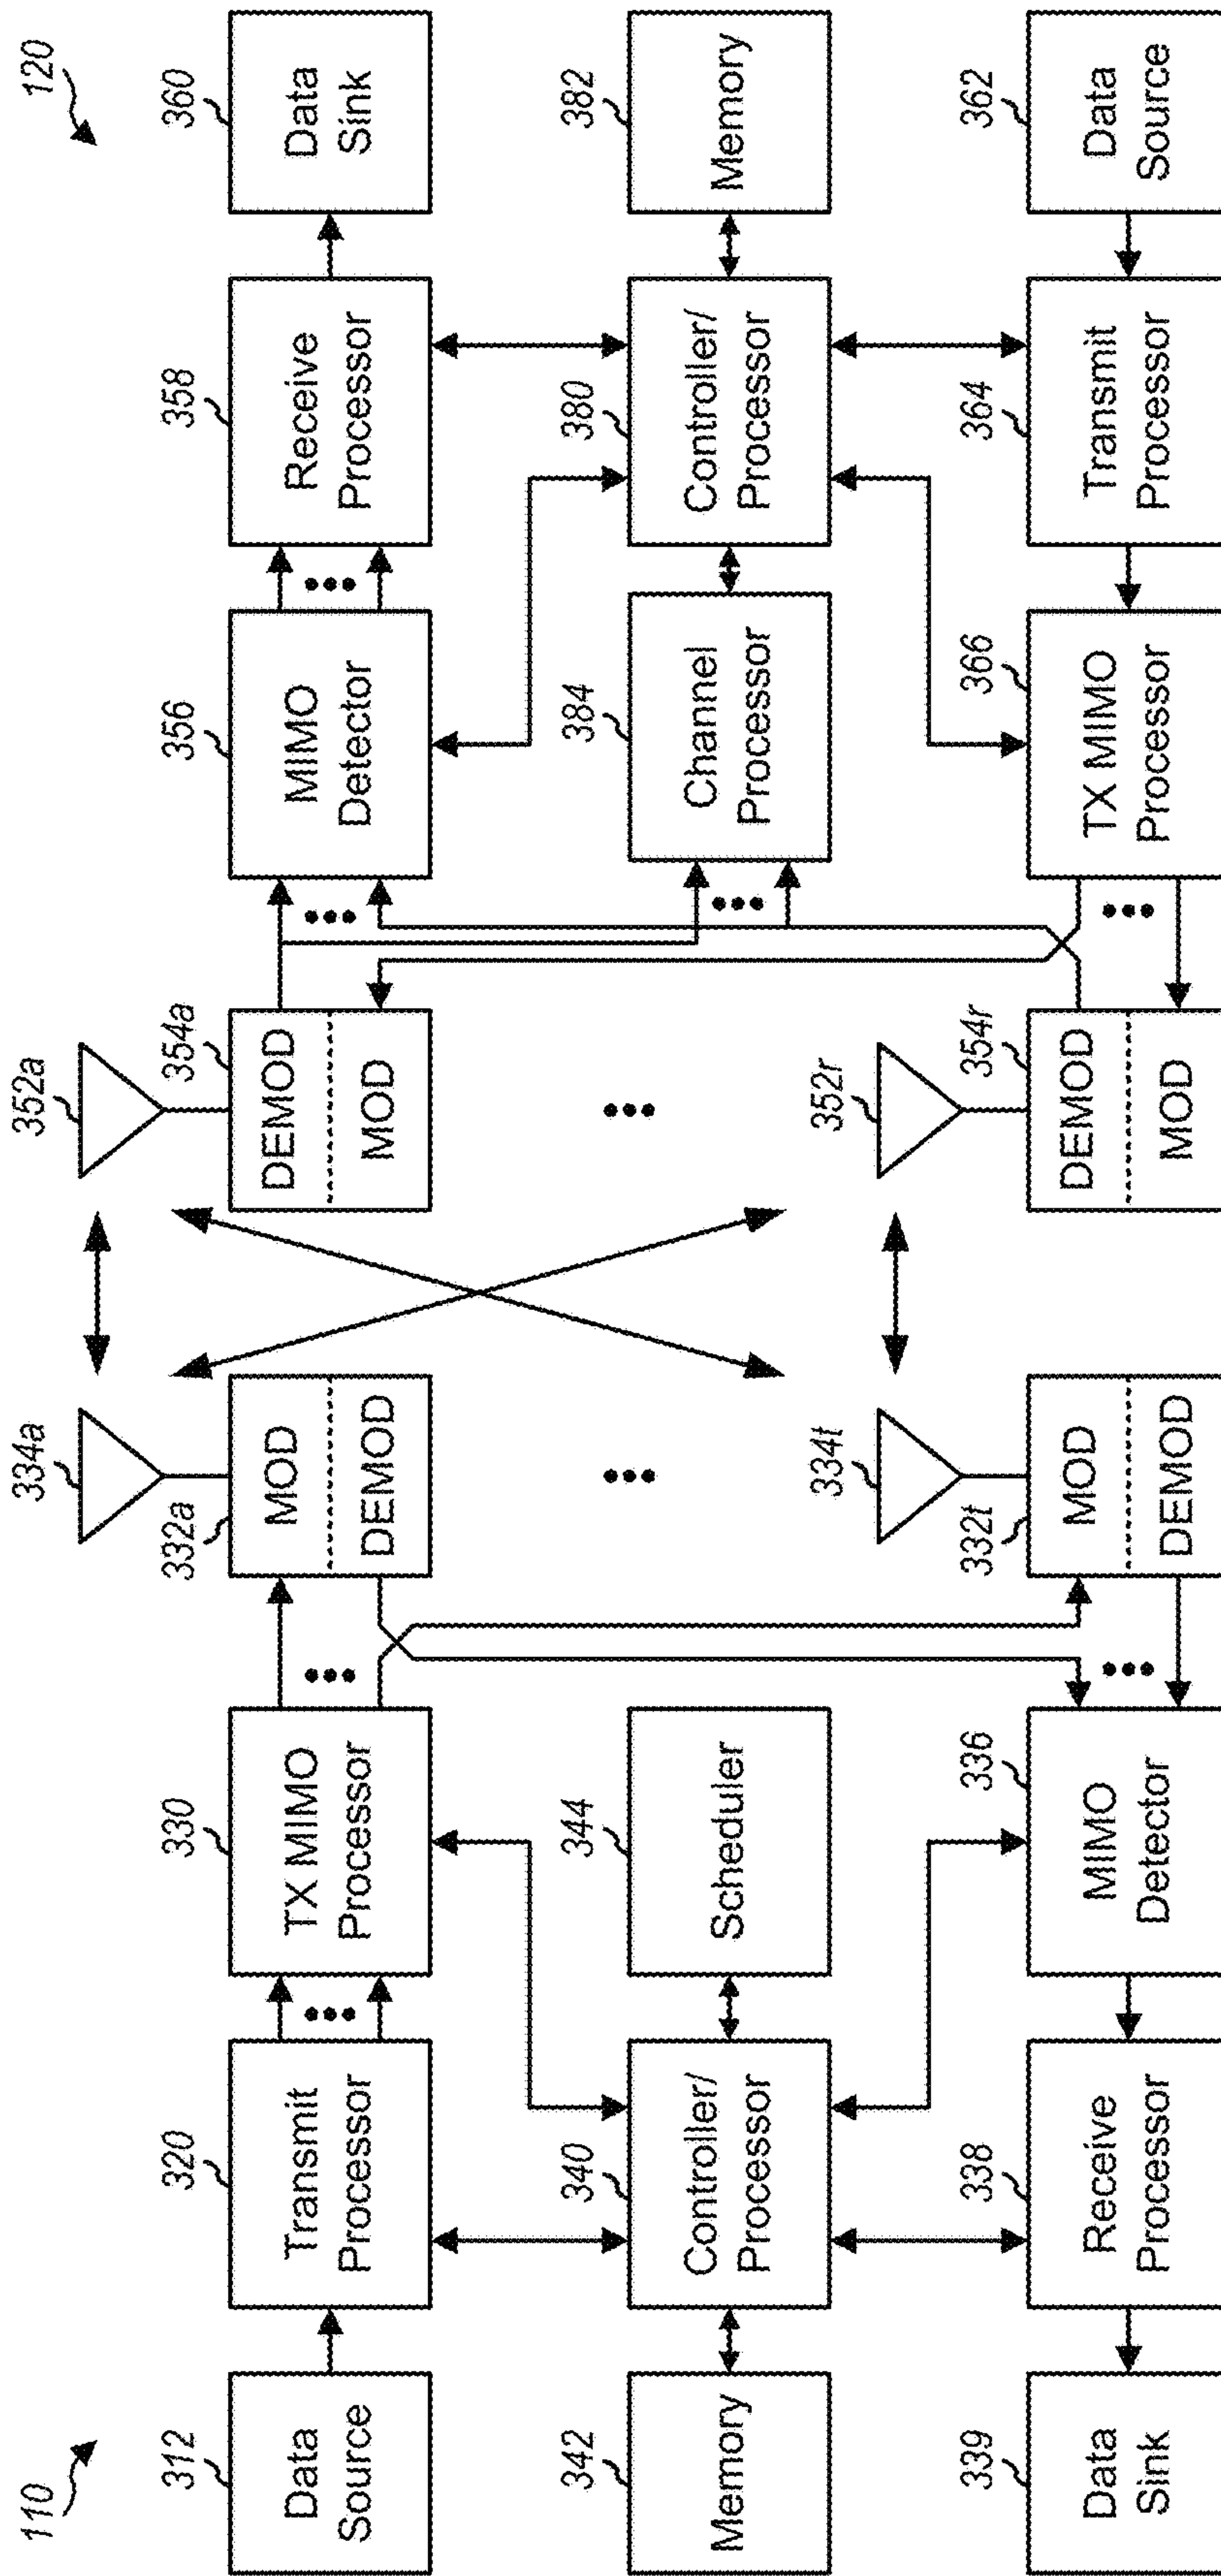 110
120
312
Data
Source
320
Transmit
Processor
330
TX MIMO
Processor
332a
MOD
DEMOD
334a
352a
354a
DEMOD
MOD
356
MIMO
Detector
358
Receive
Processor
360
Data
Sink
342
Memory
340
Controller/
Processor
344
Scheduler
384
Channel
Processor
380
Controller/
Processor
382
Memory
339
Data
Sink
338
Receive
Processor
336
MIMO
Detector
332t
MOD
DEMOD
334t
352r
354r
DEMOD
MOD
366
TX MIMO
Processor
364
Transmit
Processor
362
Data
Source